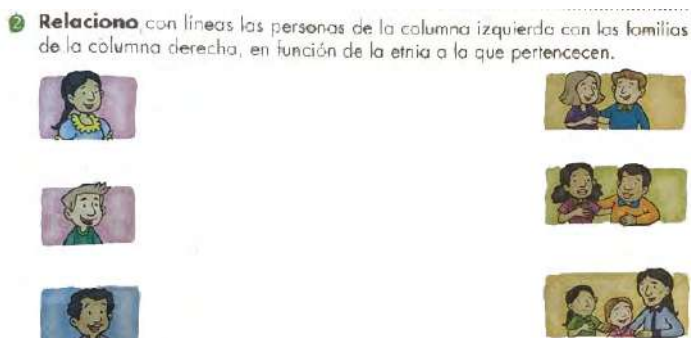 2 Relaciono, con líneas las personas de la columna izquierda con las familias
de la columna derecha, en función de la etnia a la que pertencecen.